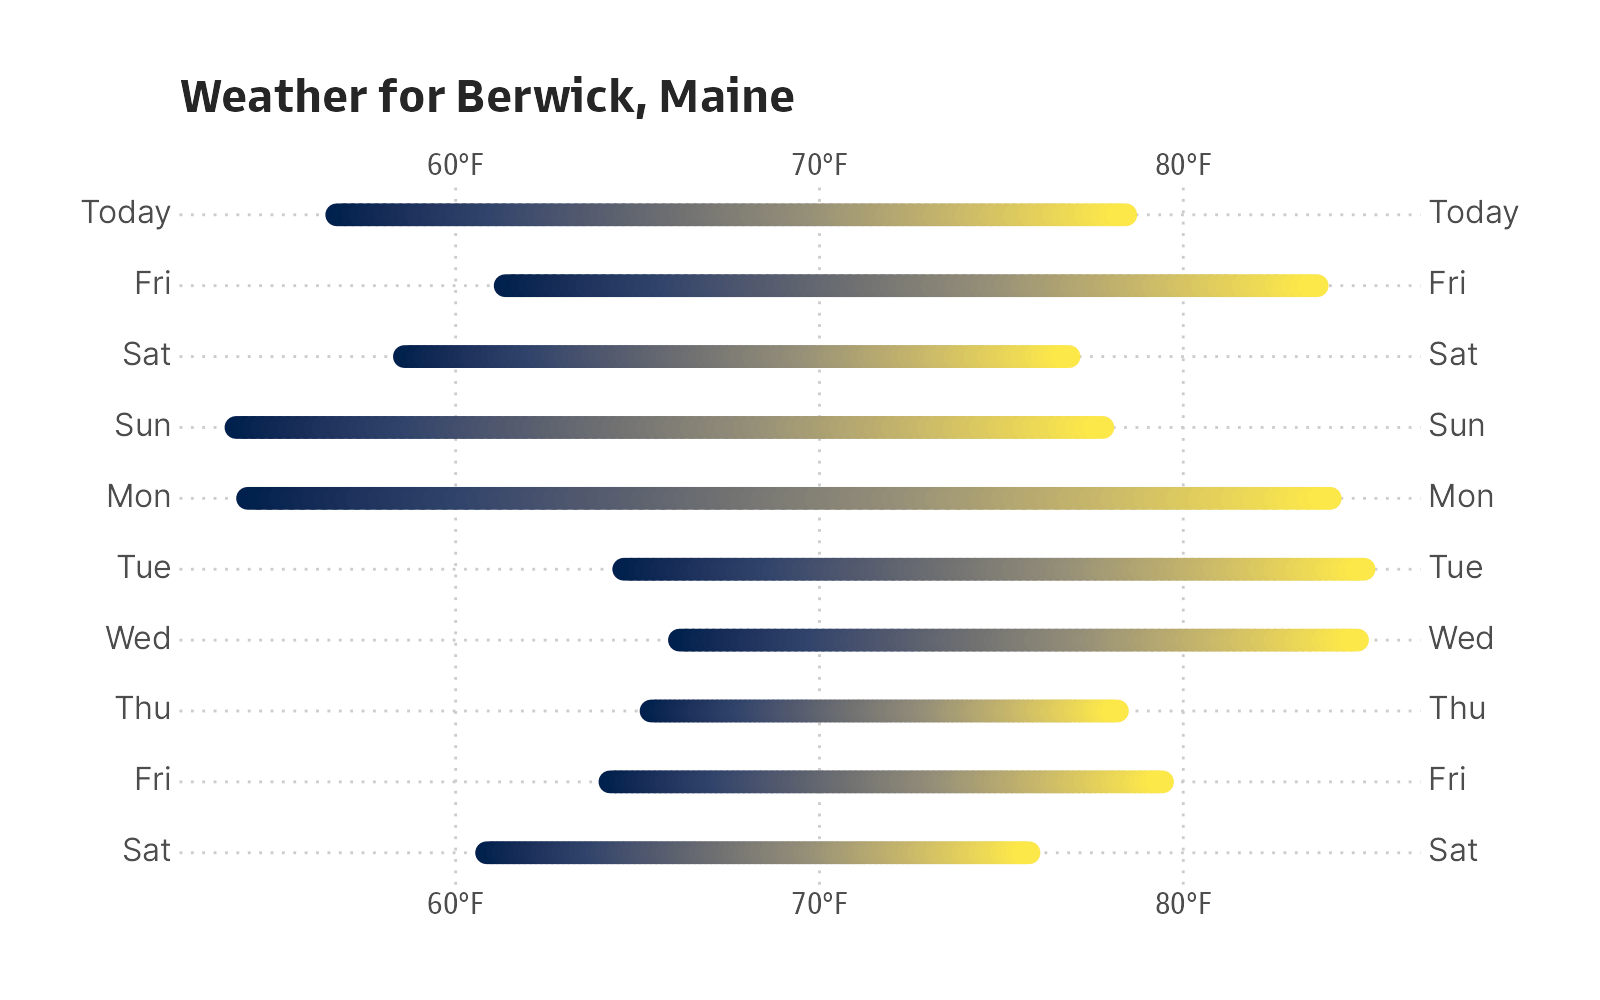 Weather for Berwick, Maine
60°F 70°F 80°F
Today Today
Fri Fri
Sat Sat
Sun Sun
Mon Mon
Tue Tue
Wed Wed
Thu Thu
Fri Fri
Sat Sat
60°F 70°F 80°F